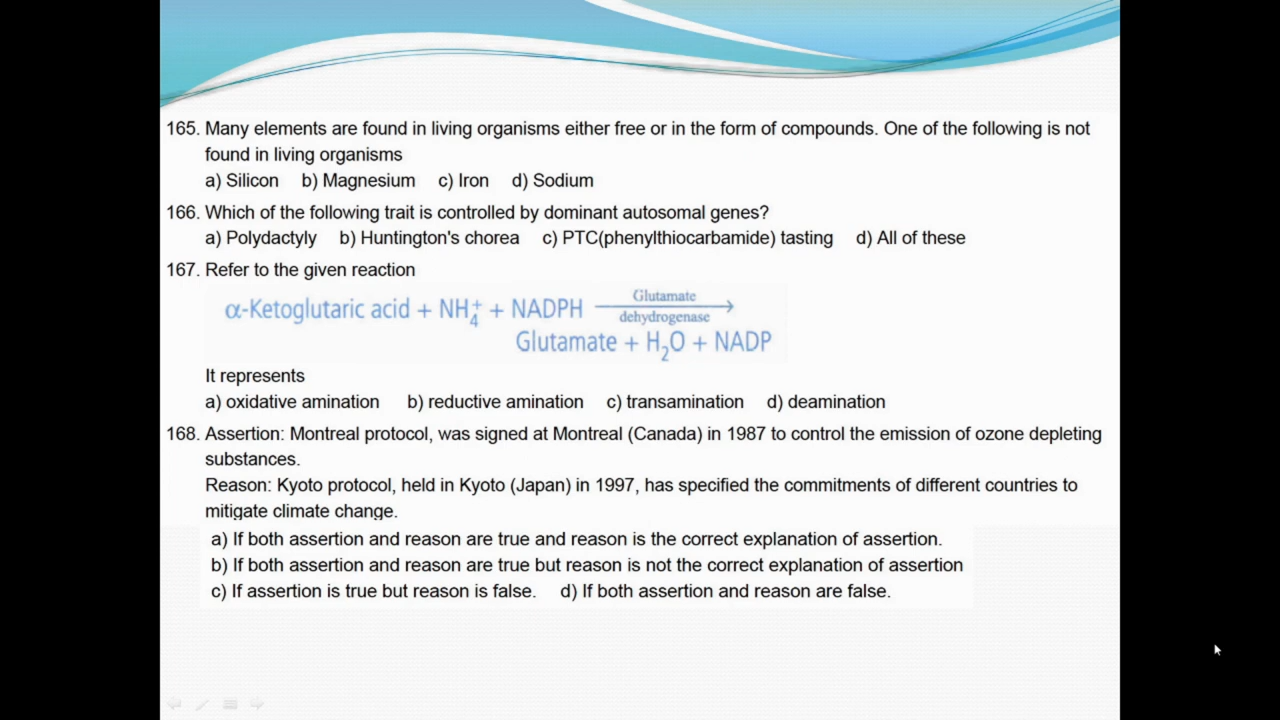 165. Many elements are found in living organisms either free or in the form of compounds. One of the following is not
found in living organisms
a) Silicon b) Magnesium c) Iron d) Sodium
166. Which of the following trait is controlled by dominant autosomal genes?
a) Polydactyly b) Huntington's chorea c) PTC(phenylthiocarbamide) tasting d) All of these
167. Refer to the given reaction
Glutamate
α-Ketoglutaric acid + NH₄⁺ + NADPH
dehydrogenase
Glutamate + H₂O + NADP
It represents
a) oxidative amination b) reductive amination c) transamination d) deamination
168. Assertion: Montreal protocol, was signed at Montreal (Canada) in 1987 to control the emission of ozone depleting
substances.
Reason: Kyoto protocol, held in Kyoto (Japan) in 1997, has specified the commitments of different countries to
mitigate climate change.
a) If both assertion and reason are true and reason is the correct explanation of assertion.
b) If both assertion and reason are true but reason is not the correct explanation of assertion
c) If assertion is true but reason is false. d) If both assertion and reason are false.